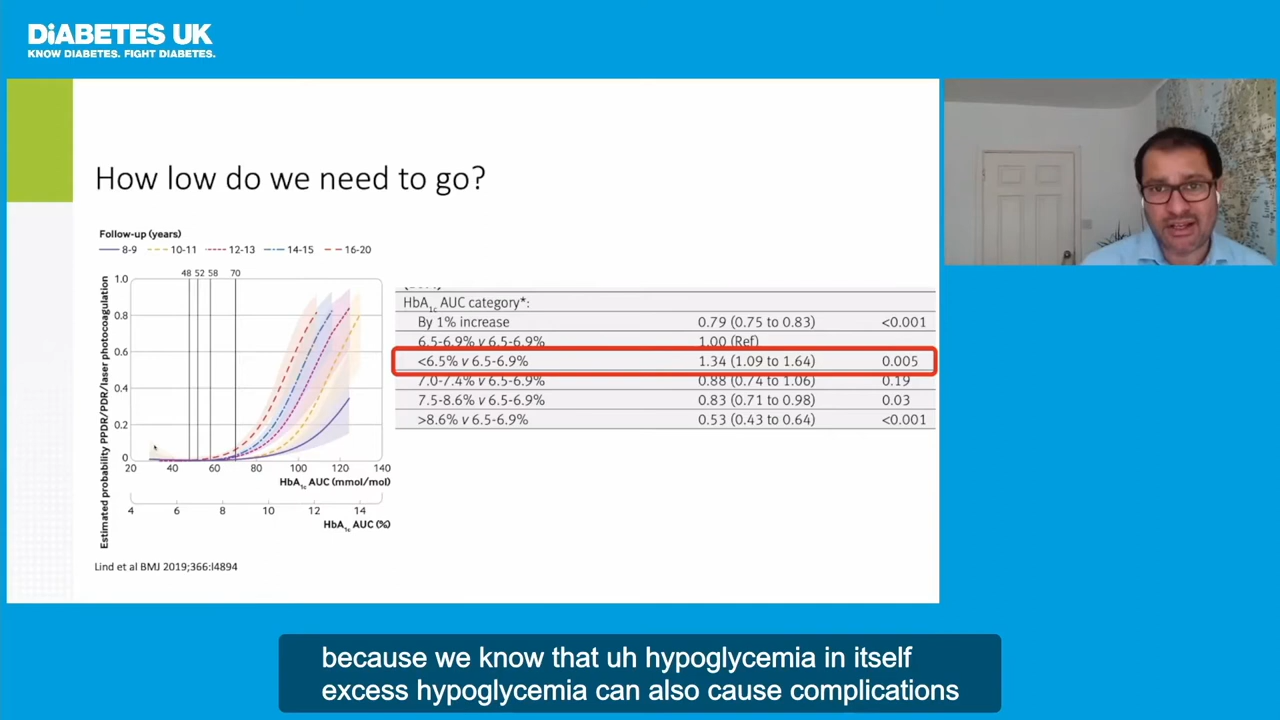 DiABETES UK
KNOW DIABETES. FIGHT DIABETES.
How low do we need to go?
Follow-up (years)
8-9 10-11 12-13 14-15 16-20
48 52 58 70
Estimated probability PPDR/PDR/laser photocoagulation
1.0
0.8
0.6
0.4
0.2
0
20 40 60 80 100 120 140
HbA1c AUC (mmol/mol)
4 6 8 10 12 14
HbA1c AUC (%)
HbA1c AUC category*:
By 1% increase 0.79 (0.75 to 0.83) <0.001
6.5-6.9% v 6.5-6.9% 1.00 (Ref)
<6.5% v 6.5-6.9% 1.34 (1.09 to 1.64) 0.005
7.0-7.4% v 6.5-6.9% 0.88 (0.74 to 1.06) 0.19
7.5-8.6% v 6.5-6.9% 0.83 (0.71 to 0.98) 0.03
>8.6% v 6.5-6.9% 0.53 (0.43 to 0.64) <0.001
Lind et al BMJ 2019;366:l4894
because we know that uh hypoglycemia in itself
excess hypoglycemia can also cause complications